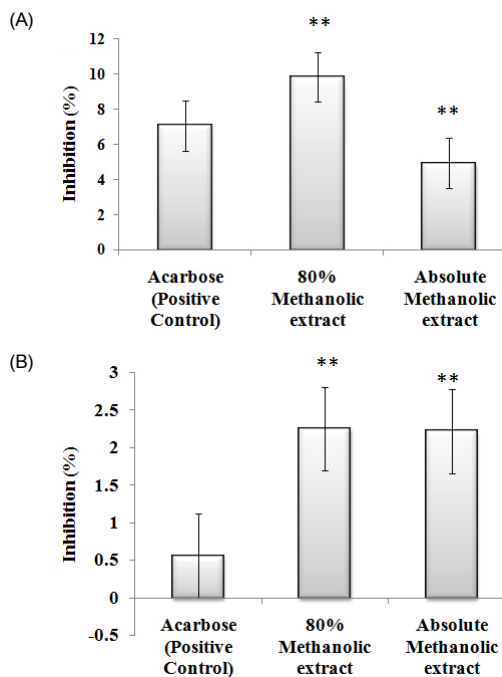 (A)
**
**
12
10
8
6
4
2
0
Inhibition (%)
Acarbose
(Positive
Control)
80%
Methanolic
extract
Absolute
Methanolic
extract
(B)
**
**
3
2.5
2
1.5
1
0.5
0
-0.5
Inhibition (%)
Acarbose
(Positive
Control)
80%
Methanolic
extract
Absolute
Methanolic
extract